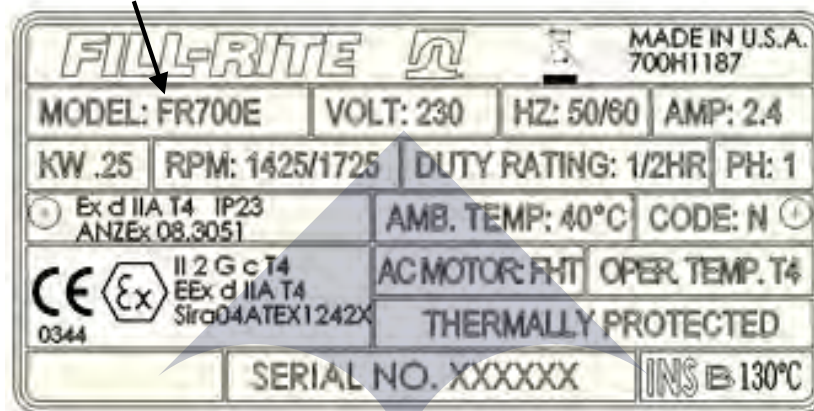 FILL-RITE MADE IN U.S.A.
700H1187
MODEL: FR700E VOLT: 230 HZ: 50/60 AMP: 2.4
KW .25 RPM: 1425/1725 DUTY RATING: 1/2HR PH: 1
Ex d IIA T4 IP23
ANZEx 08.3051
AMB. TEMP: 40°C CODE: N
CE 0344
Ex
II 2 G c T4
EEx d IIA T4
Sira04ATEX1242X
AC MOTOR: FHT OPER. TEMP. T4
THERMALLY PROTECTED
SERIAL NO. XXXXXX INS B 130°C